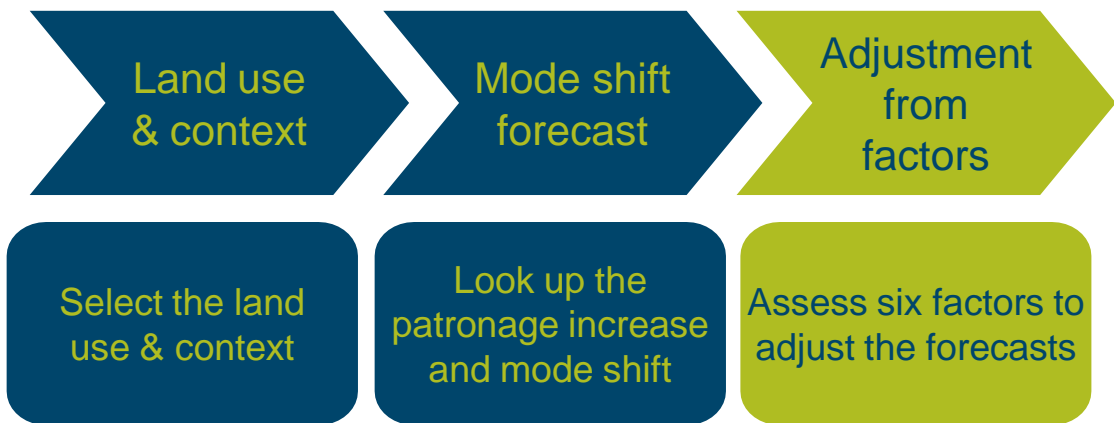 Land use
& context
Mode shift
forecast
Adjustment
from
factors
Select the land
use & context
Look up the
patronage increase
and mode shift
Assess six factors to
adjust the forecasts